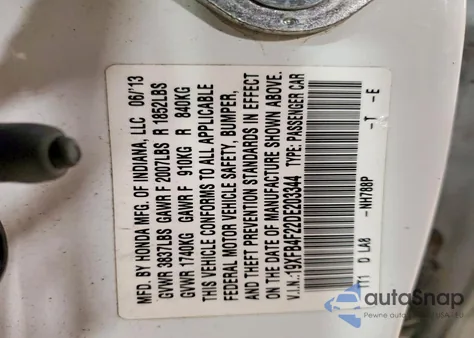 MFD. BY HONDA MFG. OF INDIANA, LLC 06/'13
GVWR 3837LBS GAWR F 2007LBS R 1852LBS
GVWR 1740KG GAWR F 910KG R 840KG
THIS VEHICLE CONFORMS TO ALL APPLICABLE
FEDERAL MOTOR VEHICLE SAFETY, BUMPER,
AND THEFT PREVENTION STANDARDS IN EFFECT
ON THE DATE OF MANUFACTURE SHOWN ABOVE.
V.I.N.:19XFB4F22DE203344 TYPE: PASSENGER CAR
-NH788P -T -E
TT1 D LA8
autoSnap